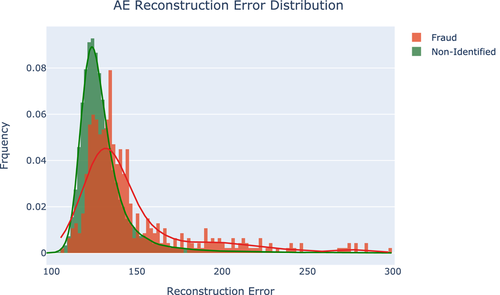 AE Reconstruction Error Distribution
Fraud
Non-Identified
Frquency
0.08
0.06
0.04
0.02
0
100
150
200
250
300
Reconstruction Error